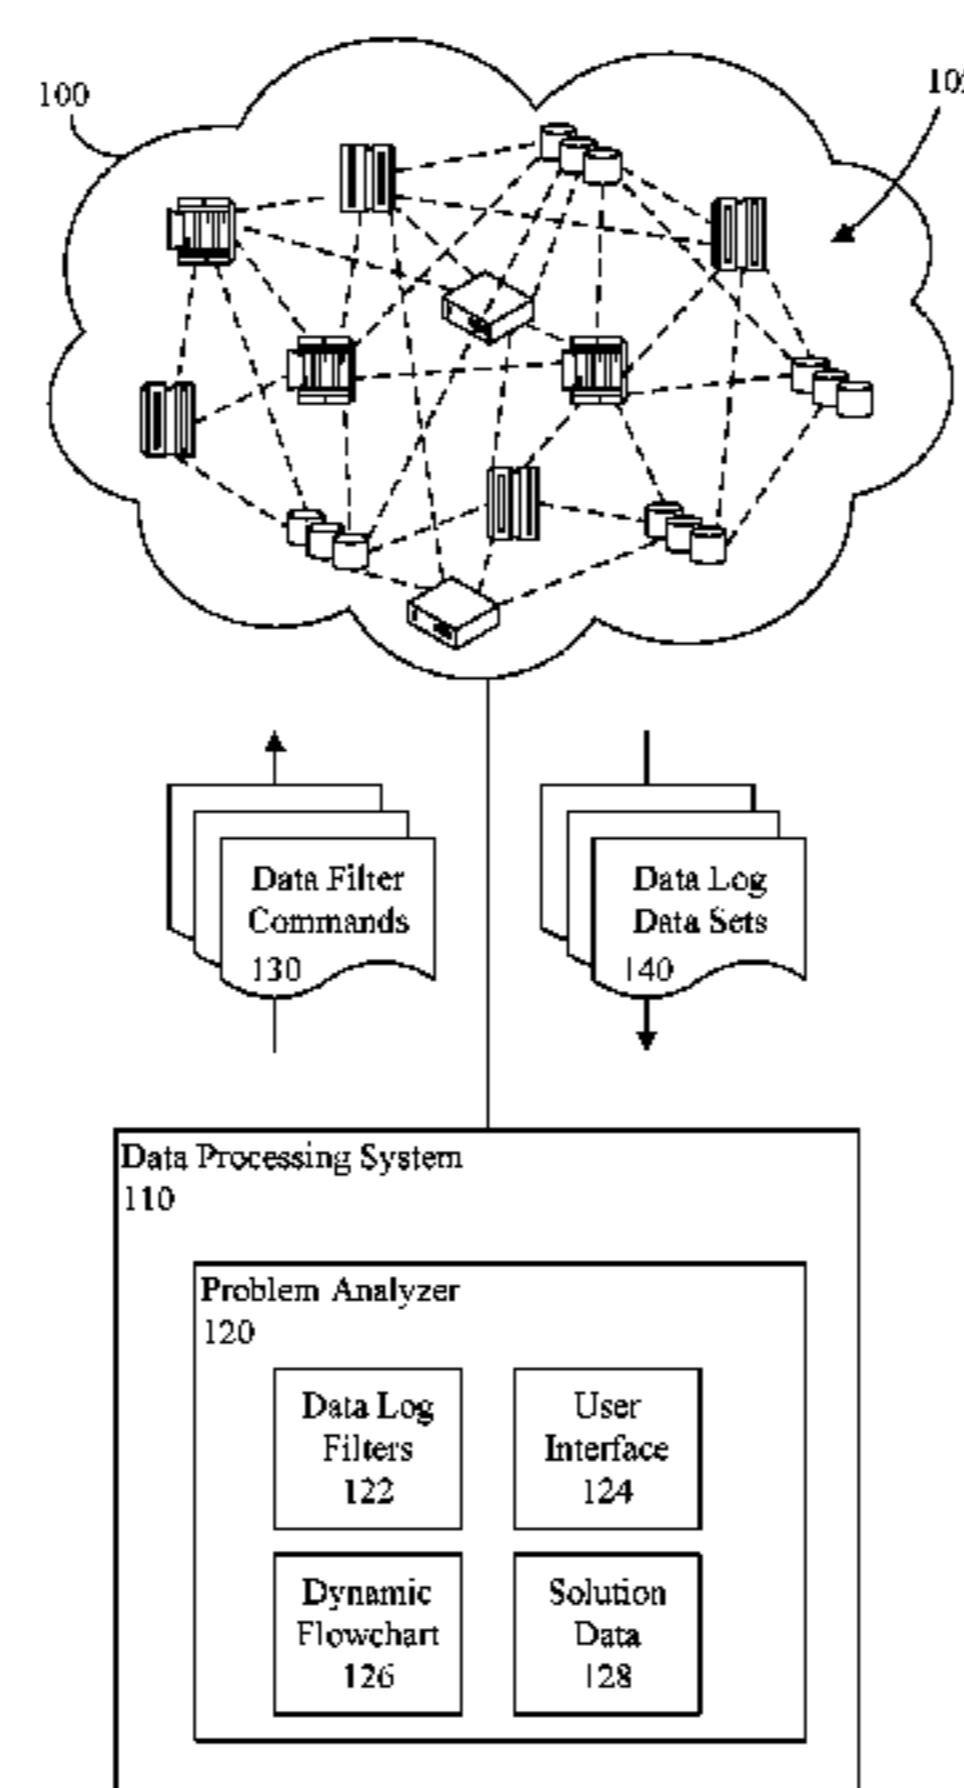 100
Data Filter
Commands
130
Data Log
Data Sets
140
Data Processing System
110
Problem Analyzer
120
Data Log
Filters
122
User
Interface
124
Dynamic
Flowchart
126
Solution
Data
128